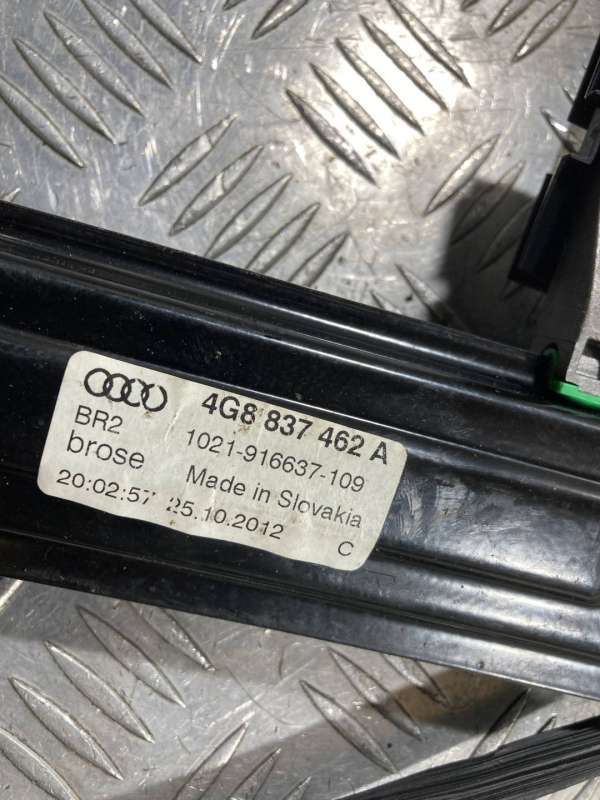 4G8 837 462 A
BR2 1021-916637-109
brose Made in Slovakia
20:02:57 25.10.2012 C